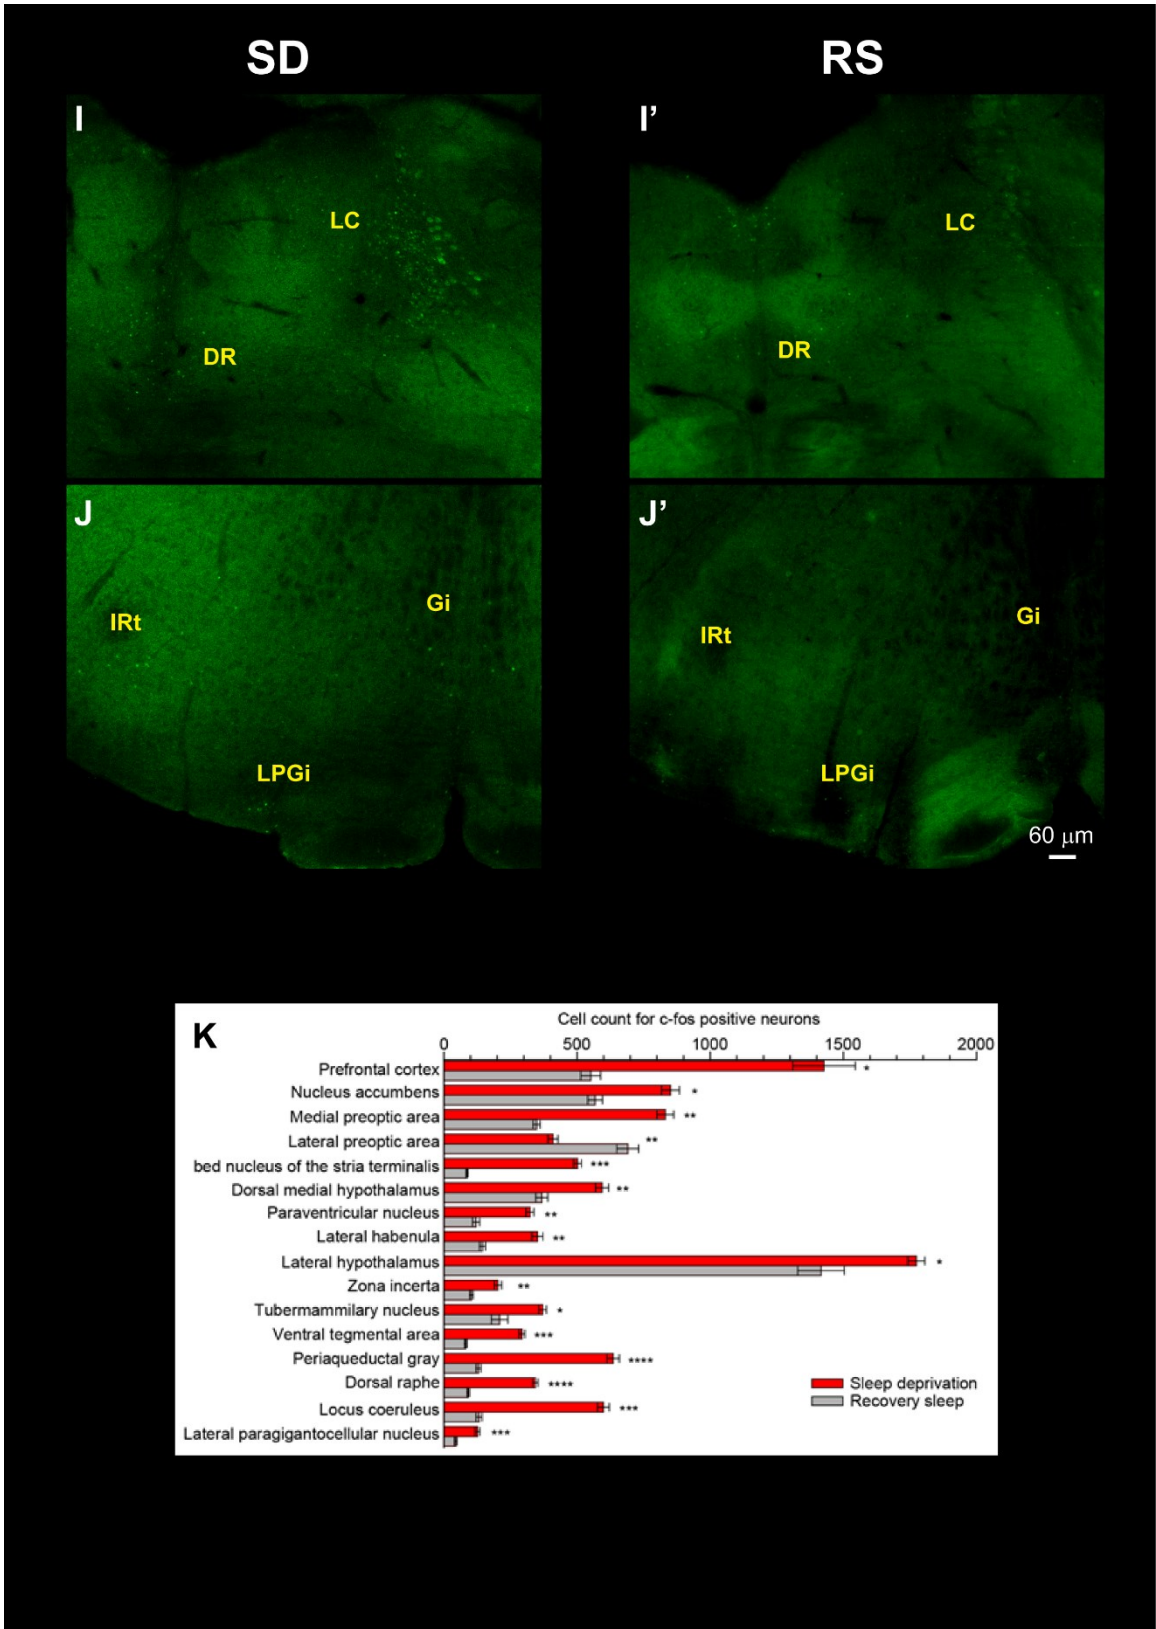 SD
RS
I
I’
LC
LC
DR
DR
J
J’
Gi
Gi
IRt
IRt
LPGi
LPGi
60 μm
K
Cell count for c-fos positive neurons
0 500 1000 1500 2000
Prefrontal cortex *
Nucleus accumbens *
Medial preoptic area **
Lateral preoptic area **
bed nucleus of the stria terminalis ***
Dorsal medial hypothalamus **
Paraventricular nucleus **
Lateral habenula **
Lateral hypothalamus *
Zona incerta **
Tubermammilary nucleus *
Ventral tegmental area ***
Periaqueductal gray ****
Dorsal raphe ****
Locus coeruleus ***
Lateral paragigantocellular nucleus ***
Sleep deprivation
Recovery sleep